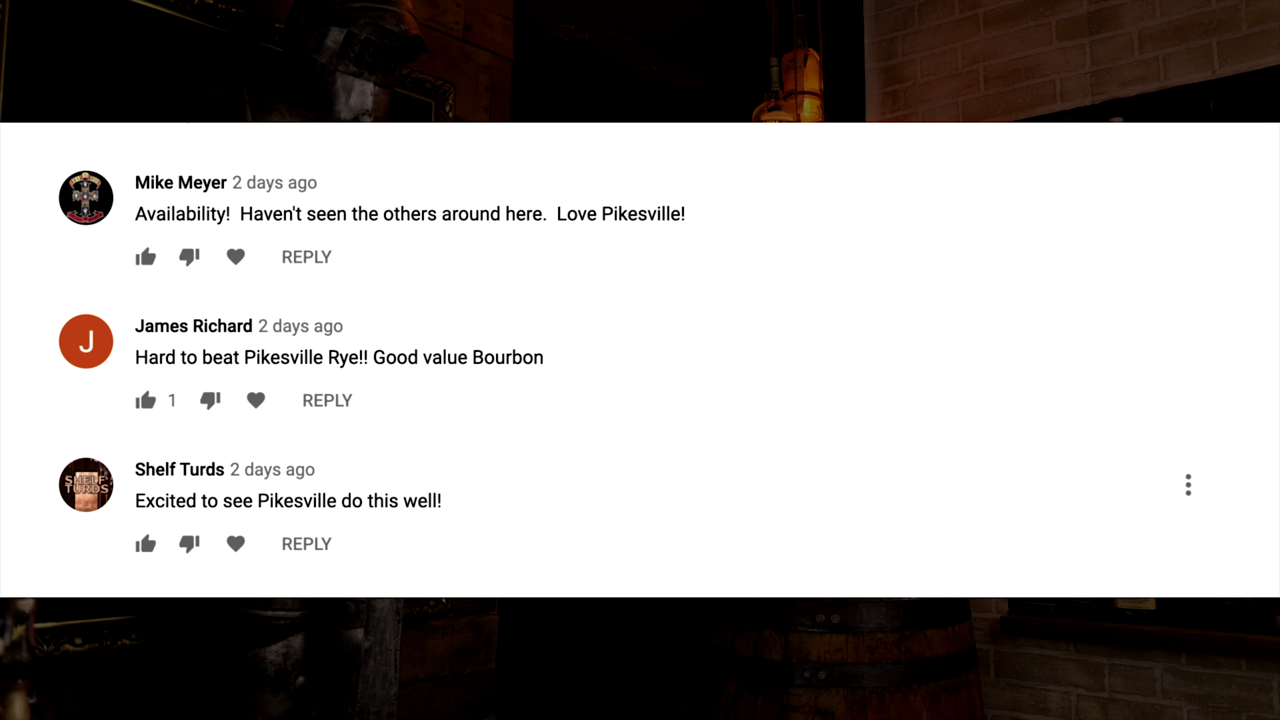 Mike Meyer 2 days ago
Availability!  Haven't seen the others around here.  Love Pikesville!
REPLY
J
James Richard 2 days ago
Hard to beat Pikesville Rye!! Good value Bourbon
1 REPLY
SHELF
TURDS
Shelf Turds 2 days ago
Excited to see Pikesville do this well!
REPLY